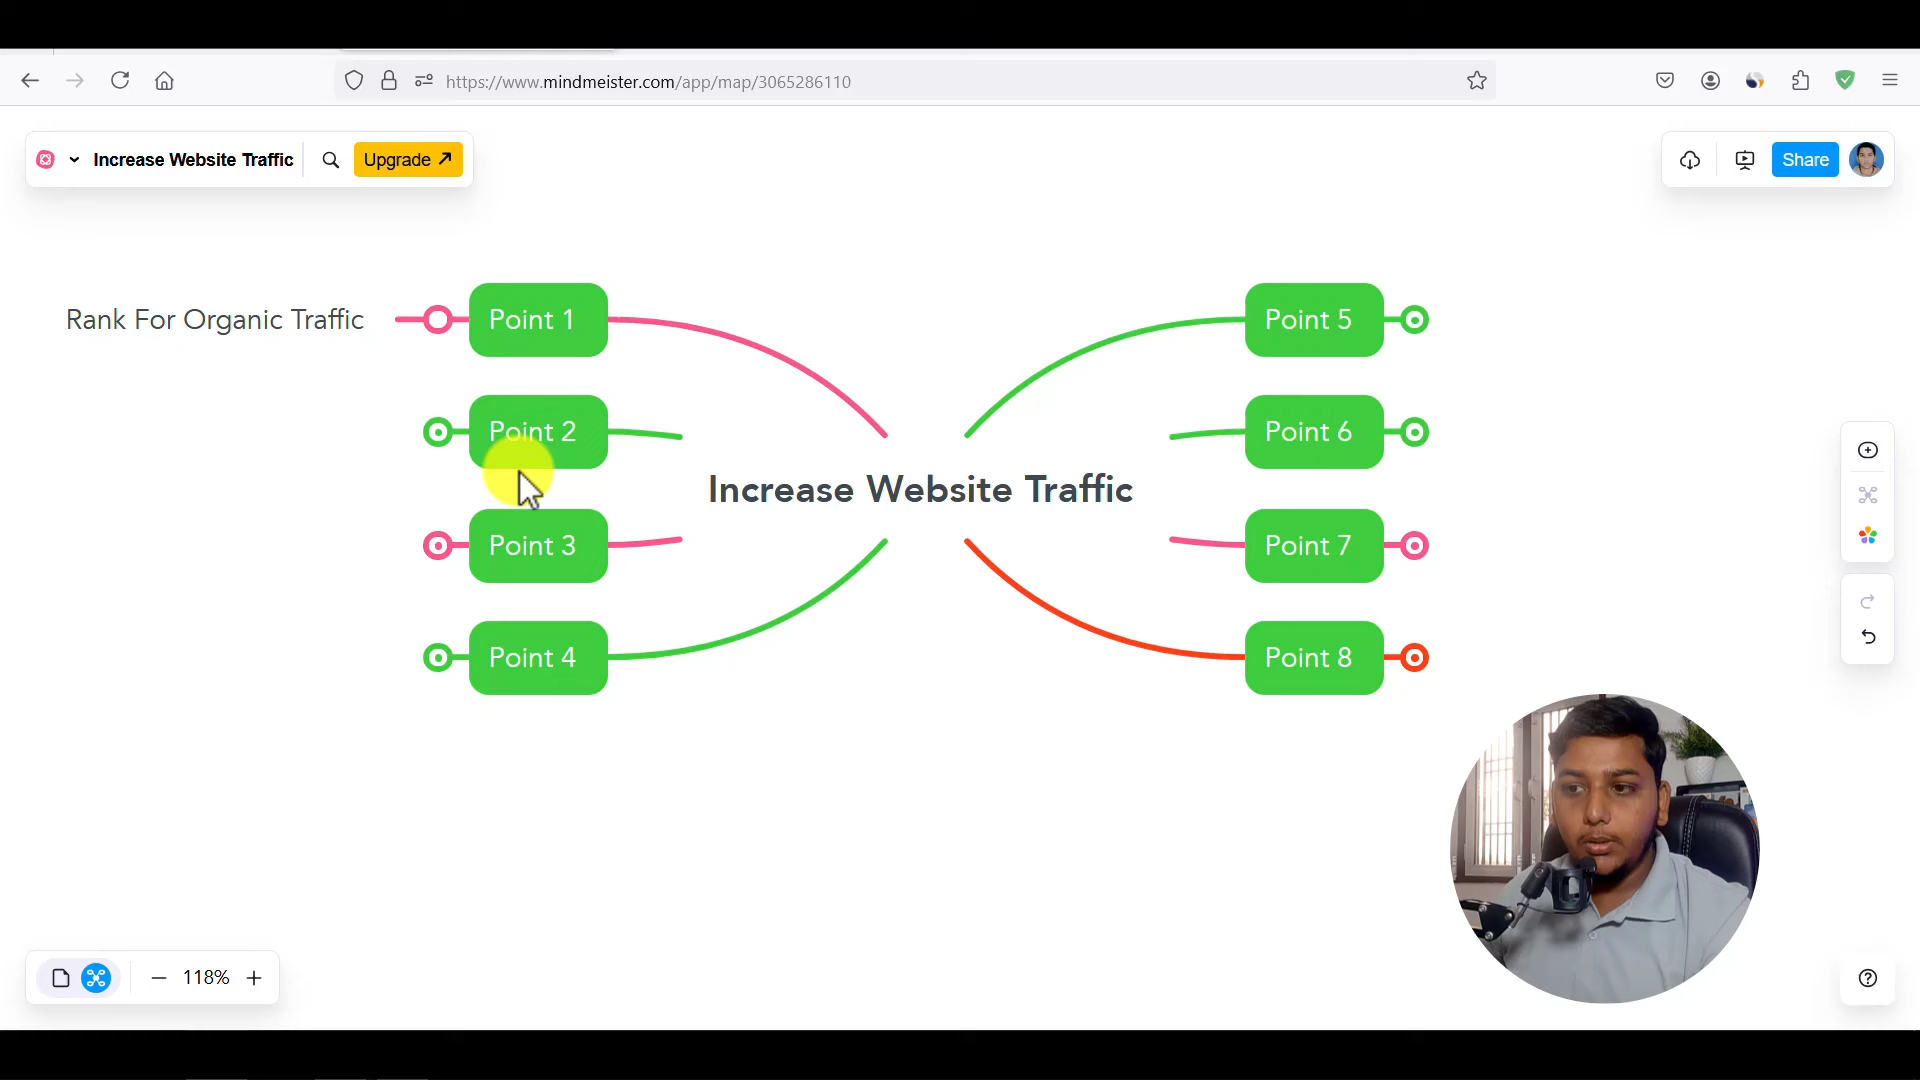 https://www.mindmeister.com/app/map/3065286110
Increase Website Traffic
Upgrade
Share
Rank For Organic Traffic
Point 1
Point 5
Point 2
Point 6
Increase Website Traffic
Point 3
Point 7
Point 4
Point 8
118%